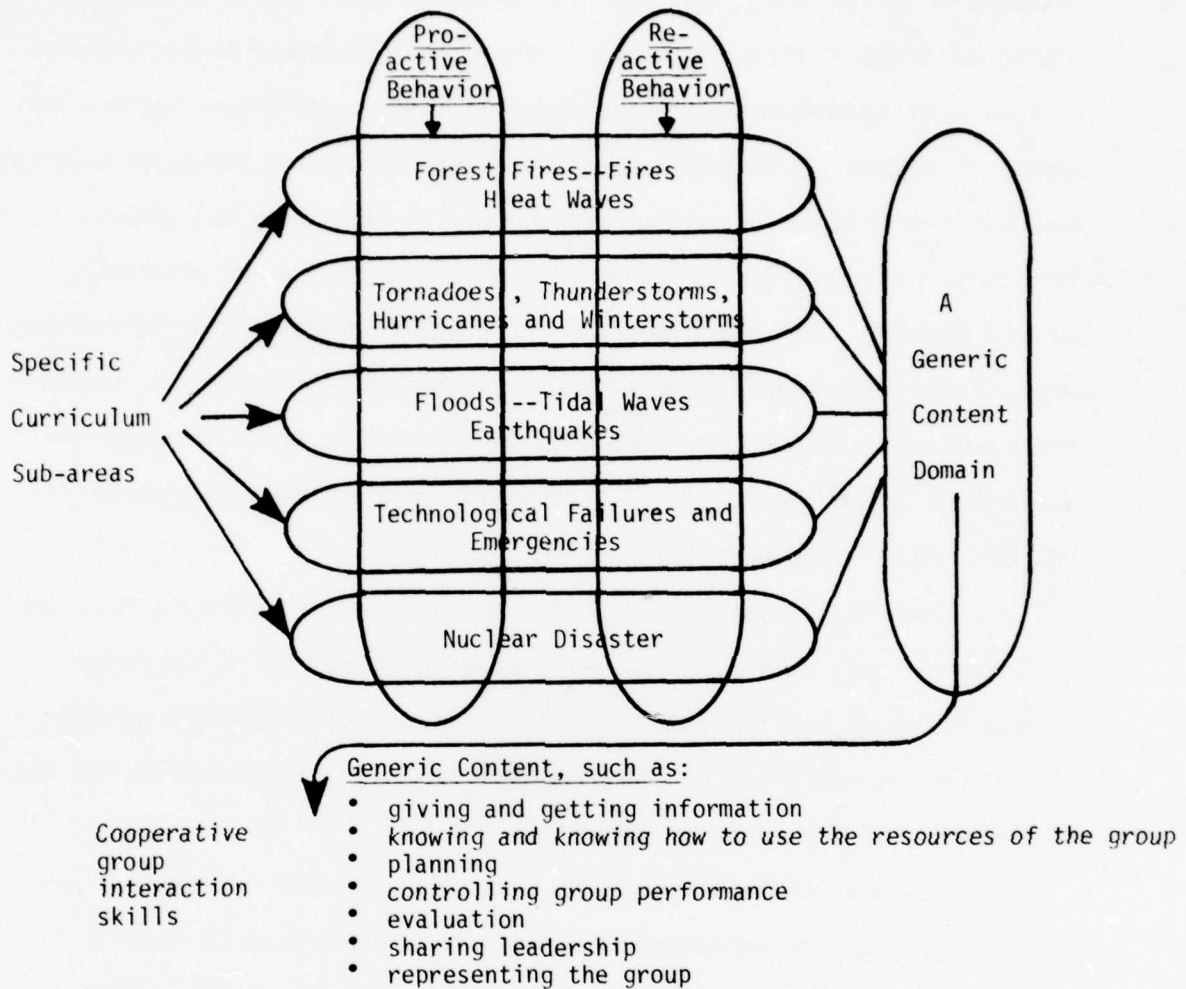 Pro-
active
Behavior
Re-
active
Behavior
Forest Fires--Fires
Heat Waves
Tornadoes , Thunderstorms,
Hurricanes and Winterstorms
Floods --Tidal Waves
Earthquakes
Technological Failures and
Emergencies
Nuclear Disaster
Specific
Curriculum
Sub-areas
A
Generic
Content
Domain
Generic Content, such as:
• giving and getting information
• knowing and knowing how to use the resources of the group
• planning
• controlling group performance
• evaluation
• sharing leadership
• representing the group
Cooperative
group
interaction
skills